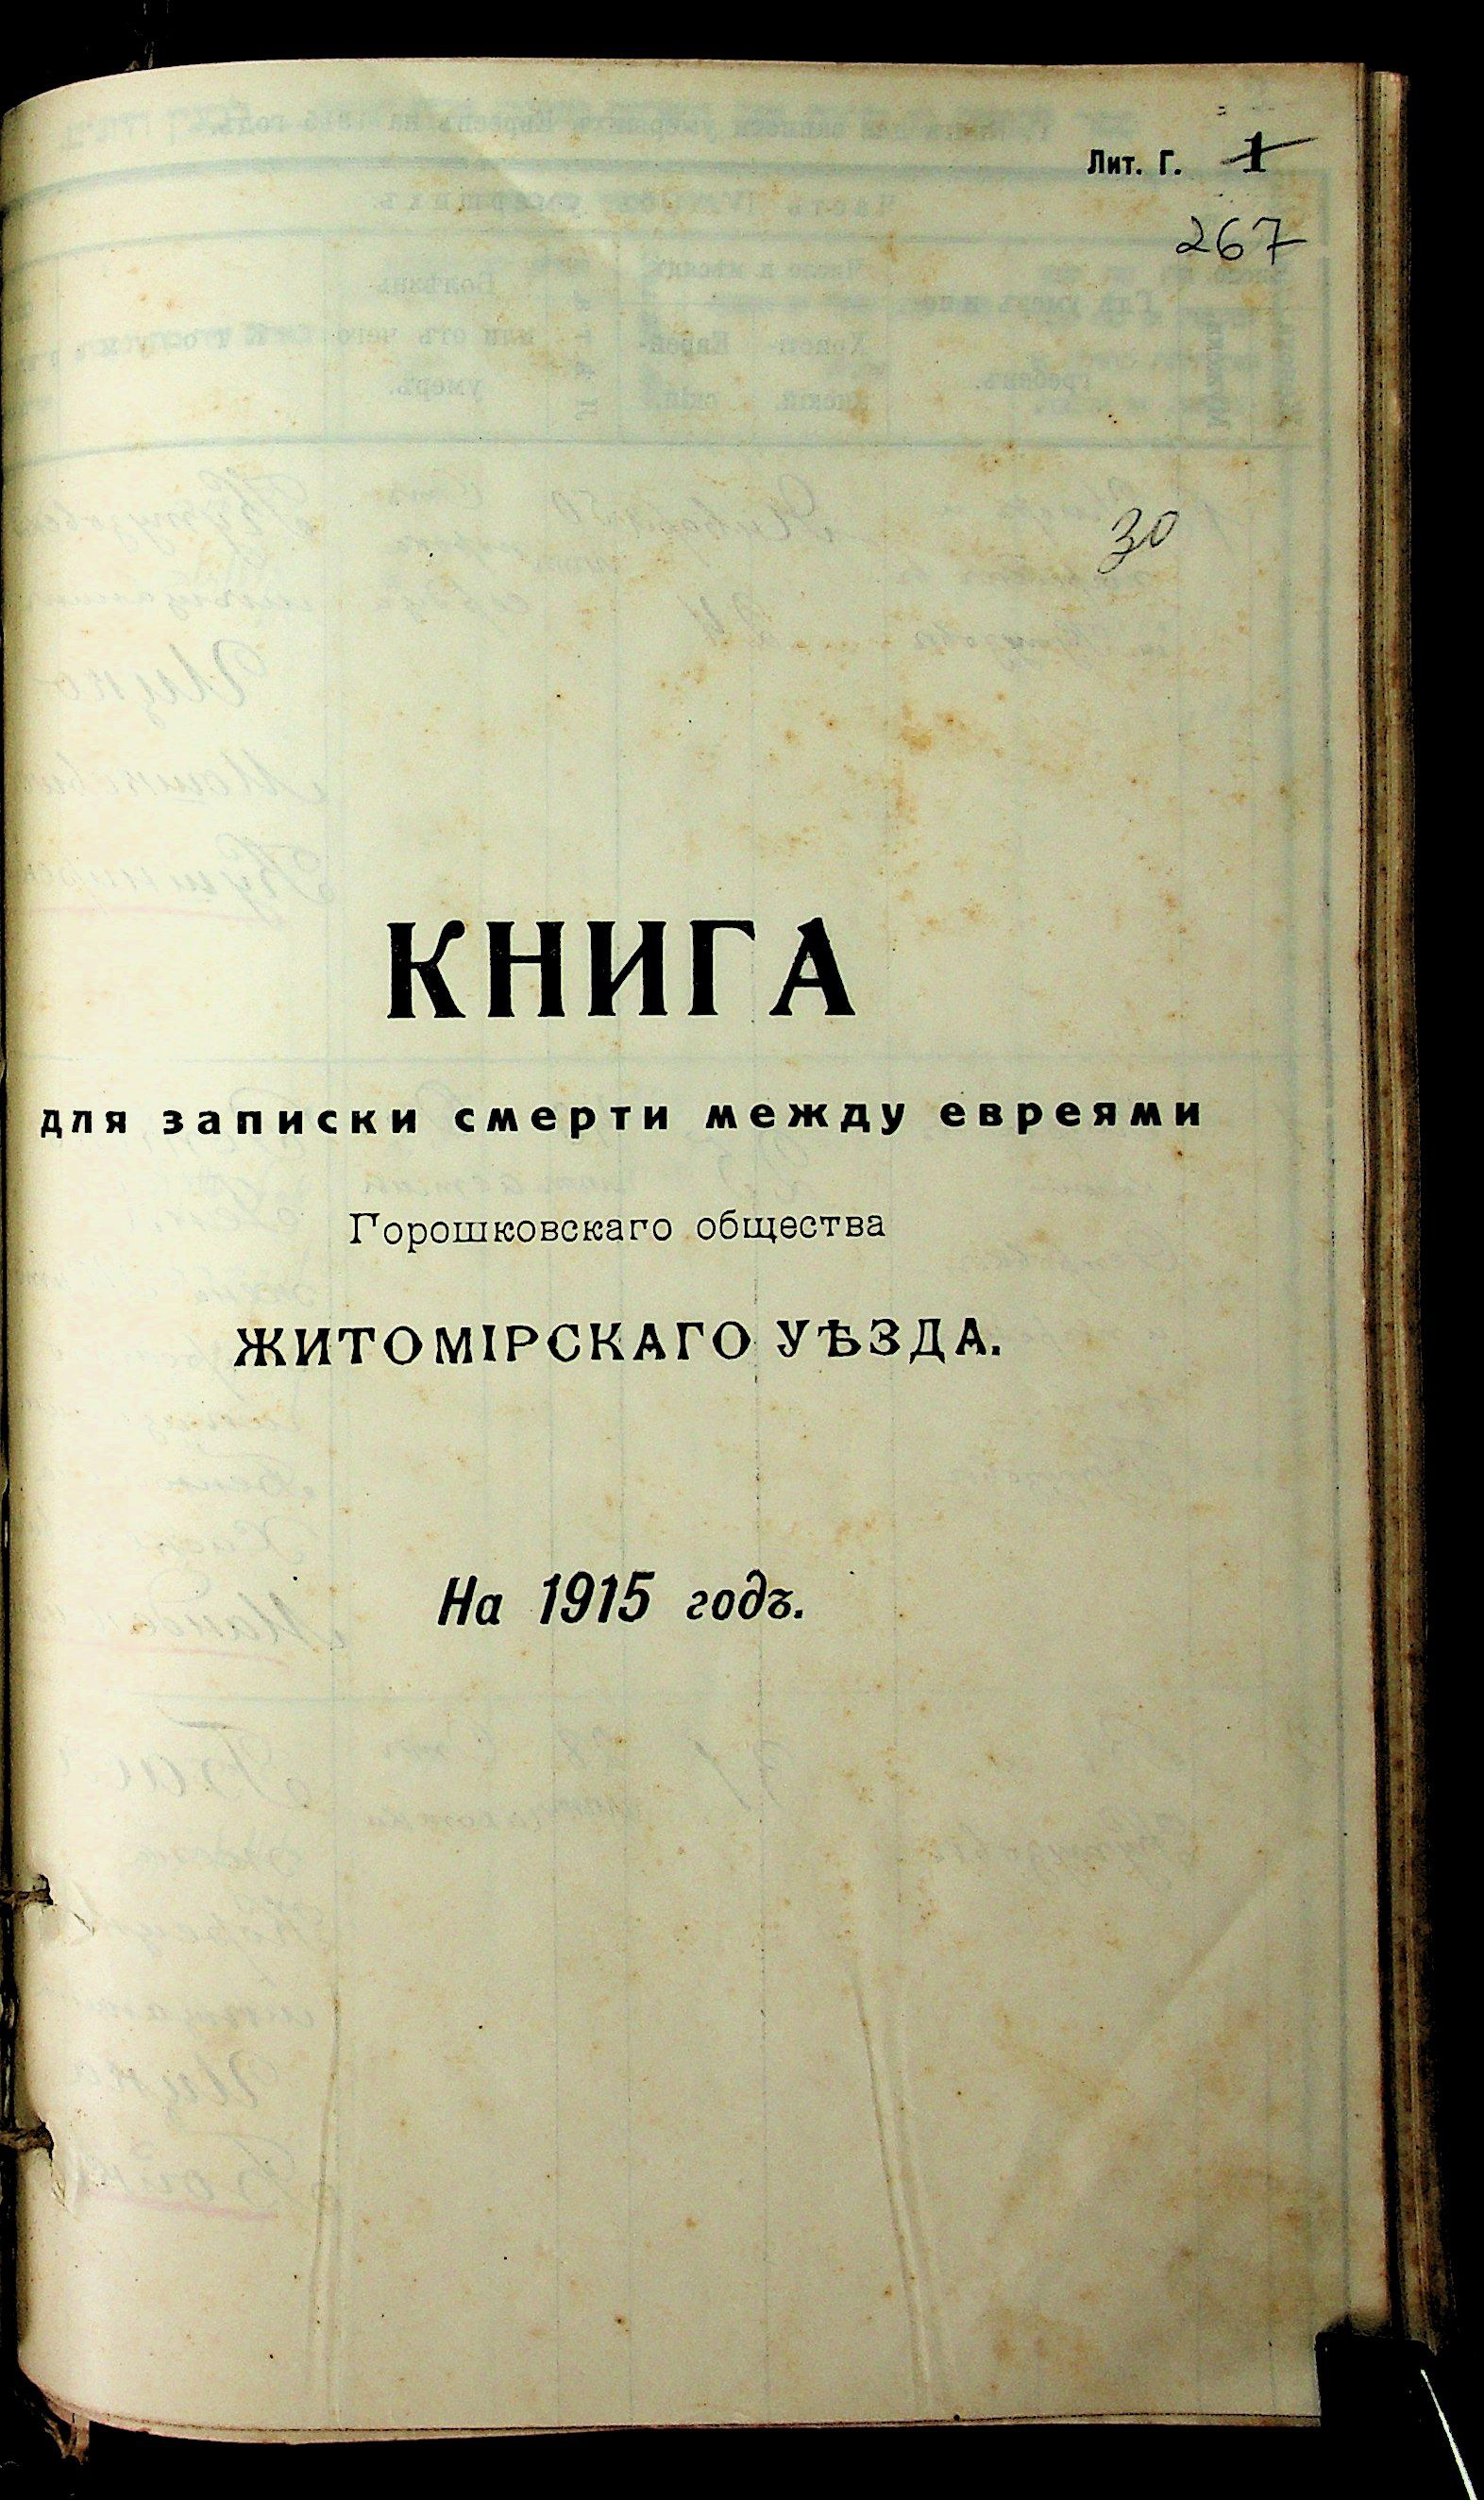 Лит. Г. 1
267
30
КНИГА
для записки смерти между евреями
Горошковскаго общества
ЖИТОМІРСКАГО УѢЗДА.
На 1915 годъ.